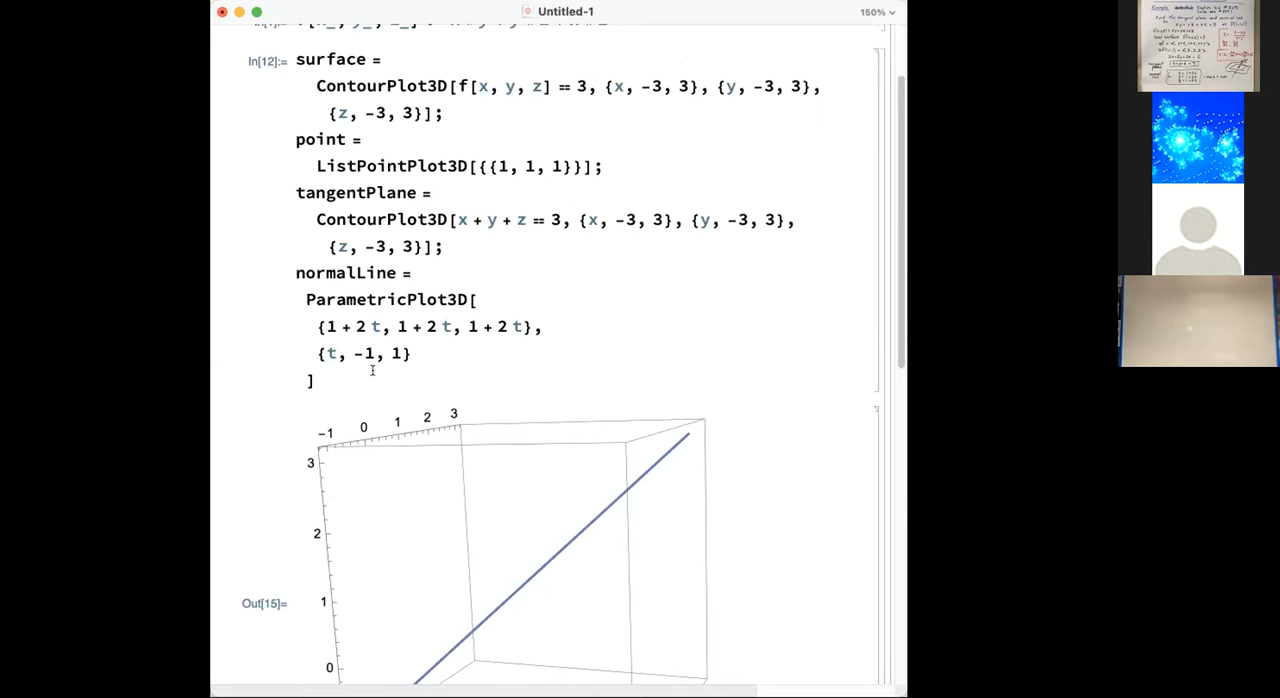 Untitled-1
150%
In[12]:= surface =
ContourPlot3D[f[x, y, z] == 3, {x, -3, 3}, {y, -3, 3},
{z, -3, 3}];
point =
ListPointPlot3D[{{1, 1, 1}}];
tangentPlane =
ContourPlot3D[x + y + z == 3, {x, -3, 3}, {y, -3, 3},
{z, -3, 3}];
normalLine =
ParametricPlot3D[
{1 + 2 t, 1 + 2 t, 1 + 2 t},
{t, -1, 1}
]
-1 0 1 2 3
3
2
Out[15]= 1
0